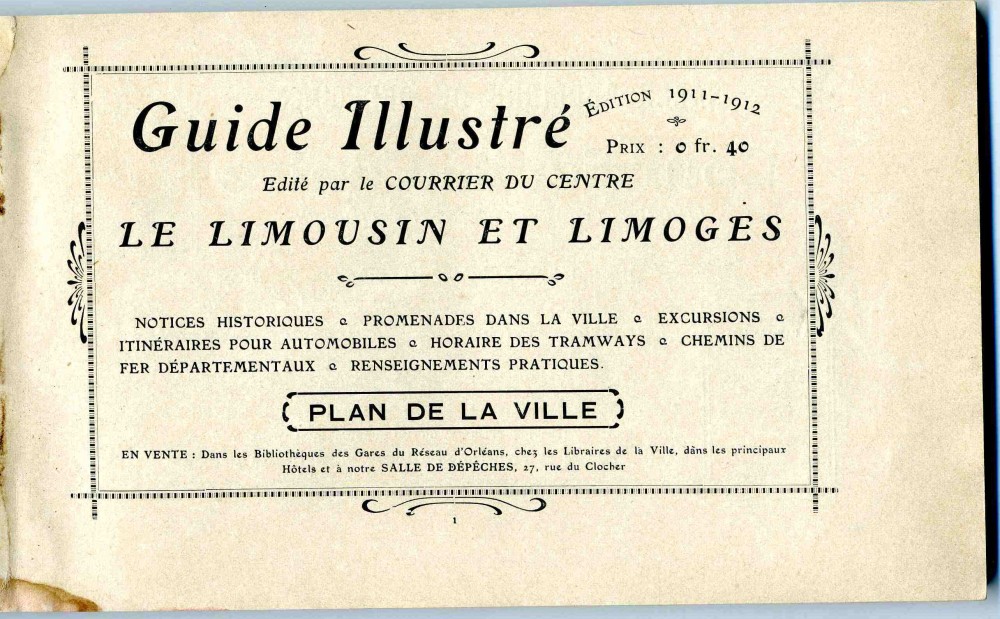 Guide Illustré
ÉDITION 1911-1912
PRIX : 0 fr. 40
Edité par le COURRIER DU CENTRE
LE LIMOUSIN ET LIMOGES
NOTICES HISTORIQUES PROMENADES DANS LA VILLE EXCURSIONS
ITINÉRAIRES POUR AUTOMOBILES HORAIRE DES TRAMWAYS CHEMINS DE
FER DÉPARTEMENTAUX RENSEIGNEMENTS PRATIQUES.
PLAN DE LA VILLE
EN VENTE : Dans les Bibliothèques des Gares du Réseau d'Orléans, chez les Libraires de la Ville, dans les principaux
Hôtels et à notre SALLE DE DÉPÊCHES, 27, rue du Clocher
1